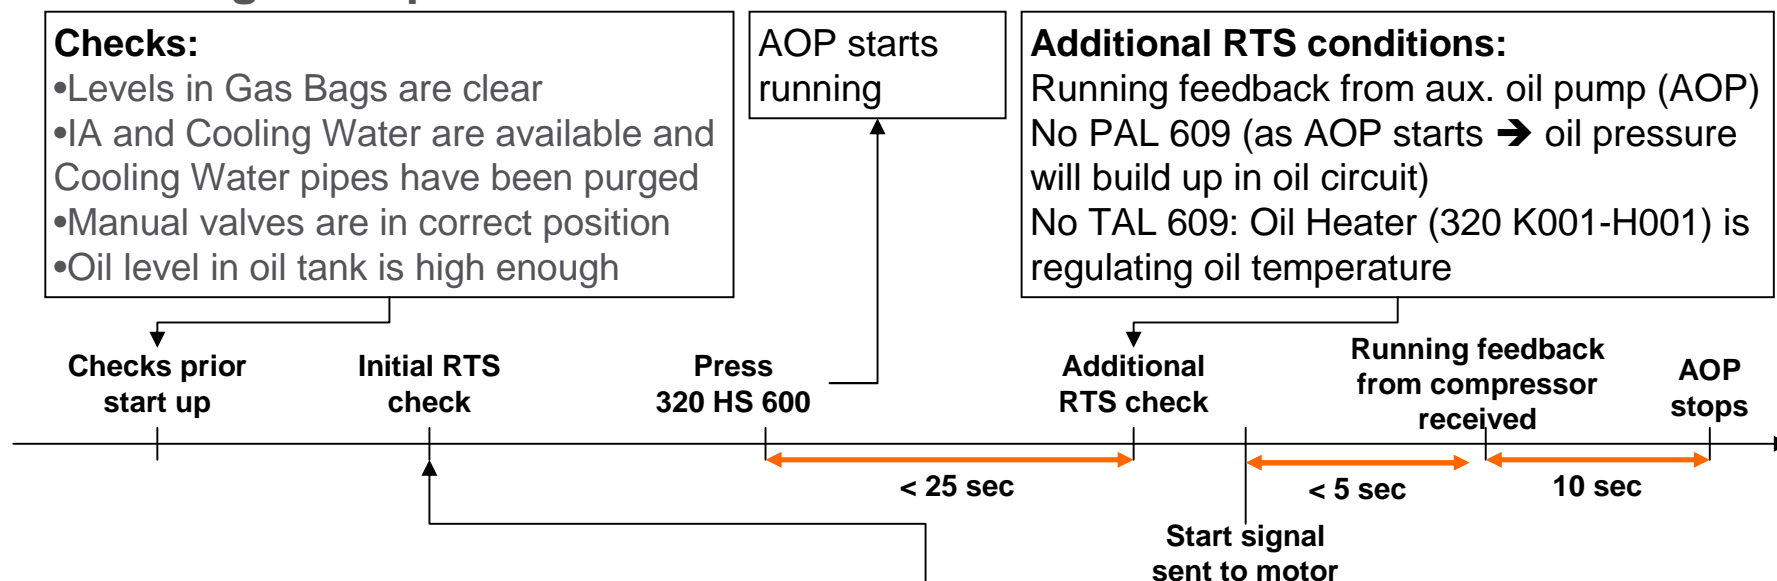 Checks:
•Levels in Gas Bags are clear
•IA and Cooling Water are available and
Cooling Water pipes have been purged
•Manual valves are in correct position
•Oil level in oil tank is high enough
AOP starts
running
Additional RTS conditions:
Running feedback from aux. oil pump (AOP)
No PAL 609 (as AOP starts ➔ oil pressure
will build up in oil circuit)
No TAL 609: Oil Heater (320 K001-H001) is
regulating oil temperature
Checks prior
start up
Initial RTS
check
Press
320 HS 600
Additional
RTS check
Running feedback
from compressor
received
AOP
stops
< 25 sec
< 5 sec
10 sec
Start signal
sent to motor